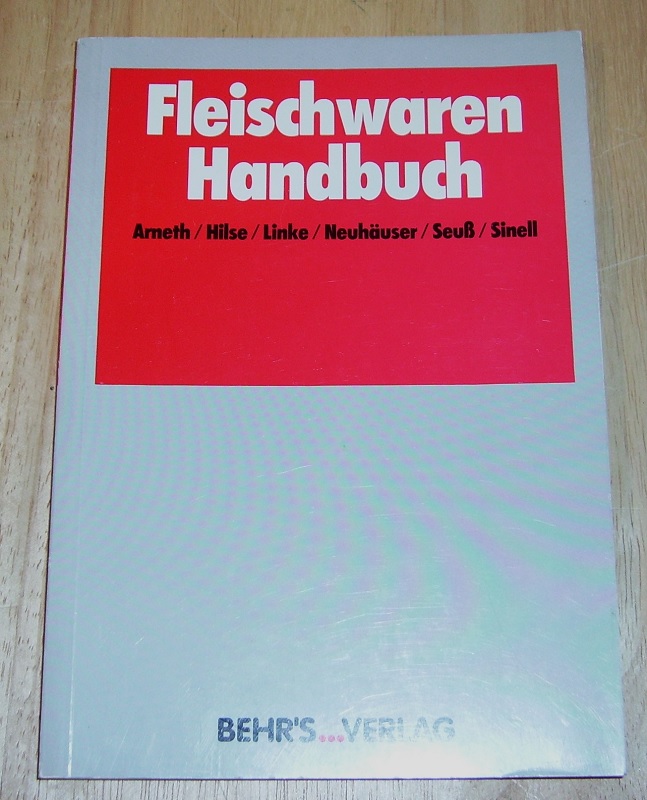 Fleischwaren
Handbuch
Arneth / Hilse / Linke / Neuhäuser / Seuß / Sinell
BEHR'S...VERLAG